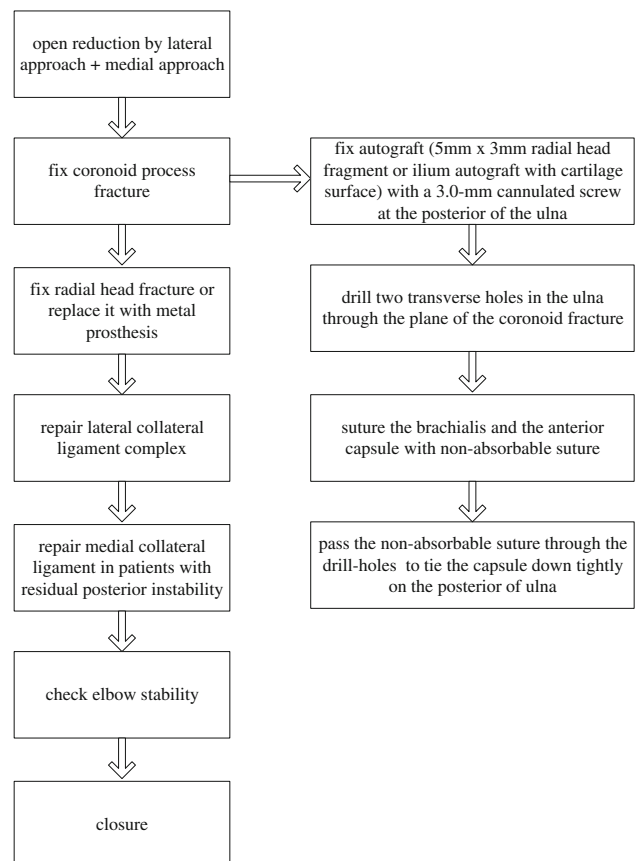 open reduction by lateral
approach + medial approach
fix coronoid process
fracture
fix radial head fracture or
replace it with metal
prosthesis
repair lateral collateral
ligament complex
repair medial collateral
ligament in patients with
residual posterior instability
check elbow stability
closure
fix autograft (5mm x 3mm radial head
fragment or ilium autograft with cartilage
surface) with a 3.0-mm cannulated screw
at the posterior of the ulna
drill two transverse holes in the ulna
through the plane of the coronoid fracture
suture the brachialis and the anterior
capsule with non-absorbable suture
pass the non-absorbable suture through the
drill-holes to tie the capsule down tightly
on the posterior of ulna